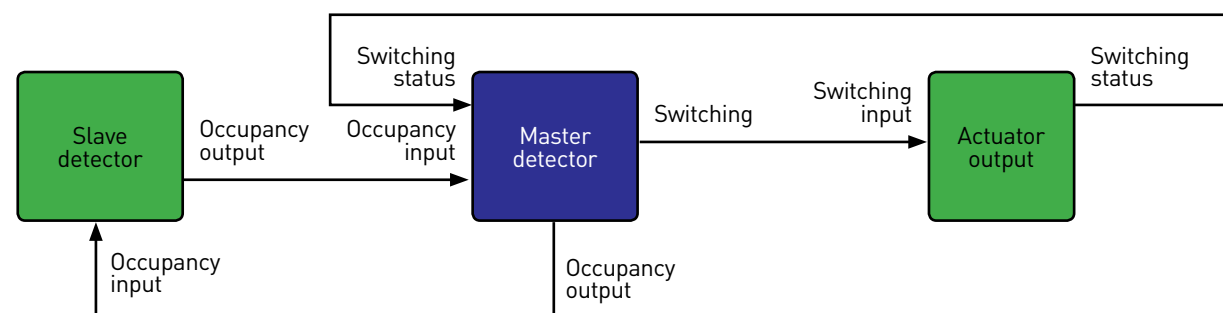 Switching
status
Switching
status
Slave
detector
Occupancy
output
Occupancy
input
Master
detector
Switching
Switching
input
Actuator
output
Occupancy
input
Occupancy
output